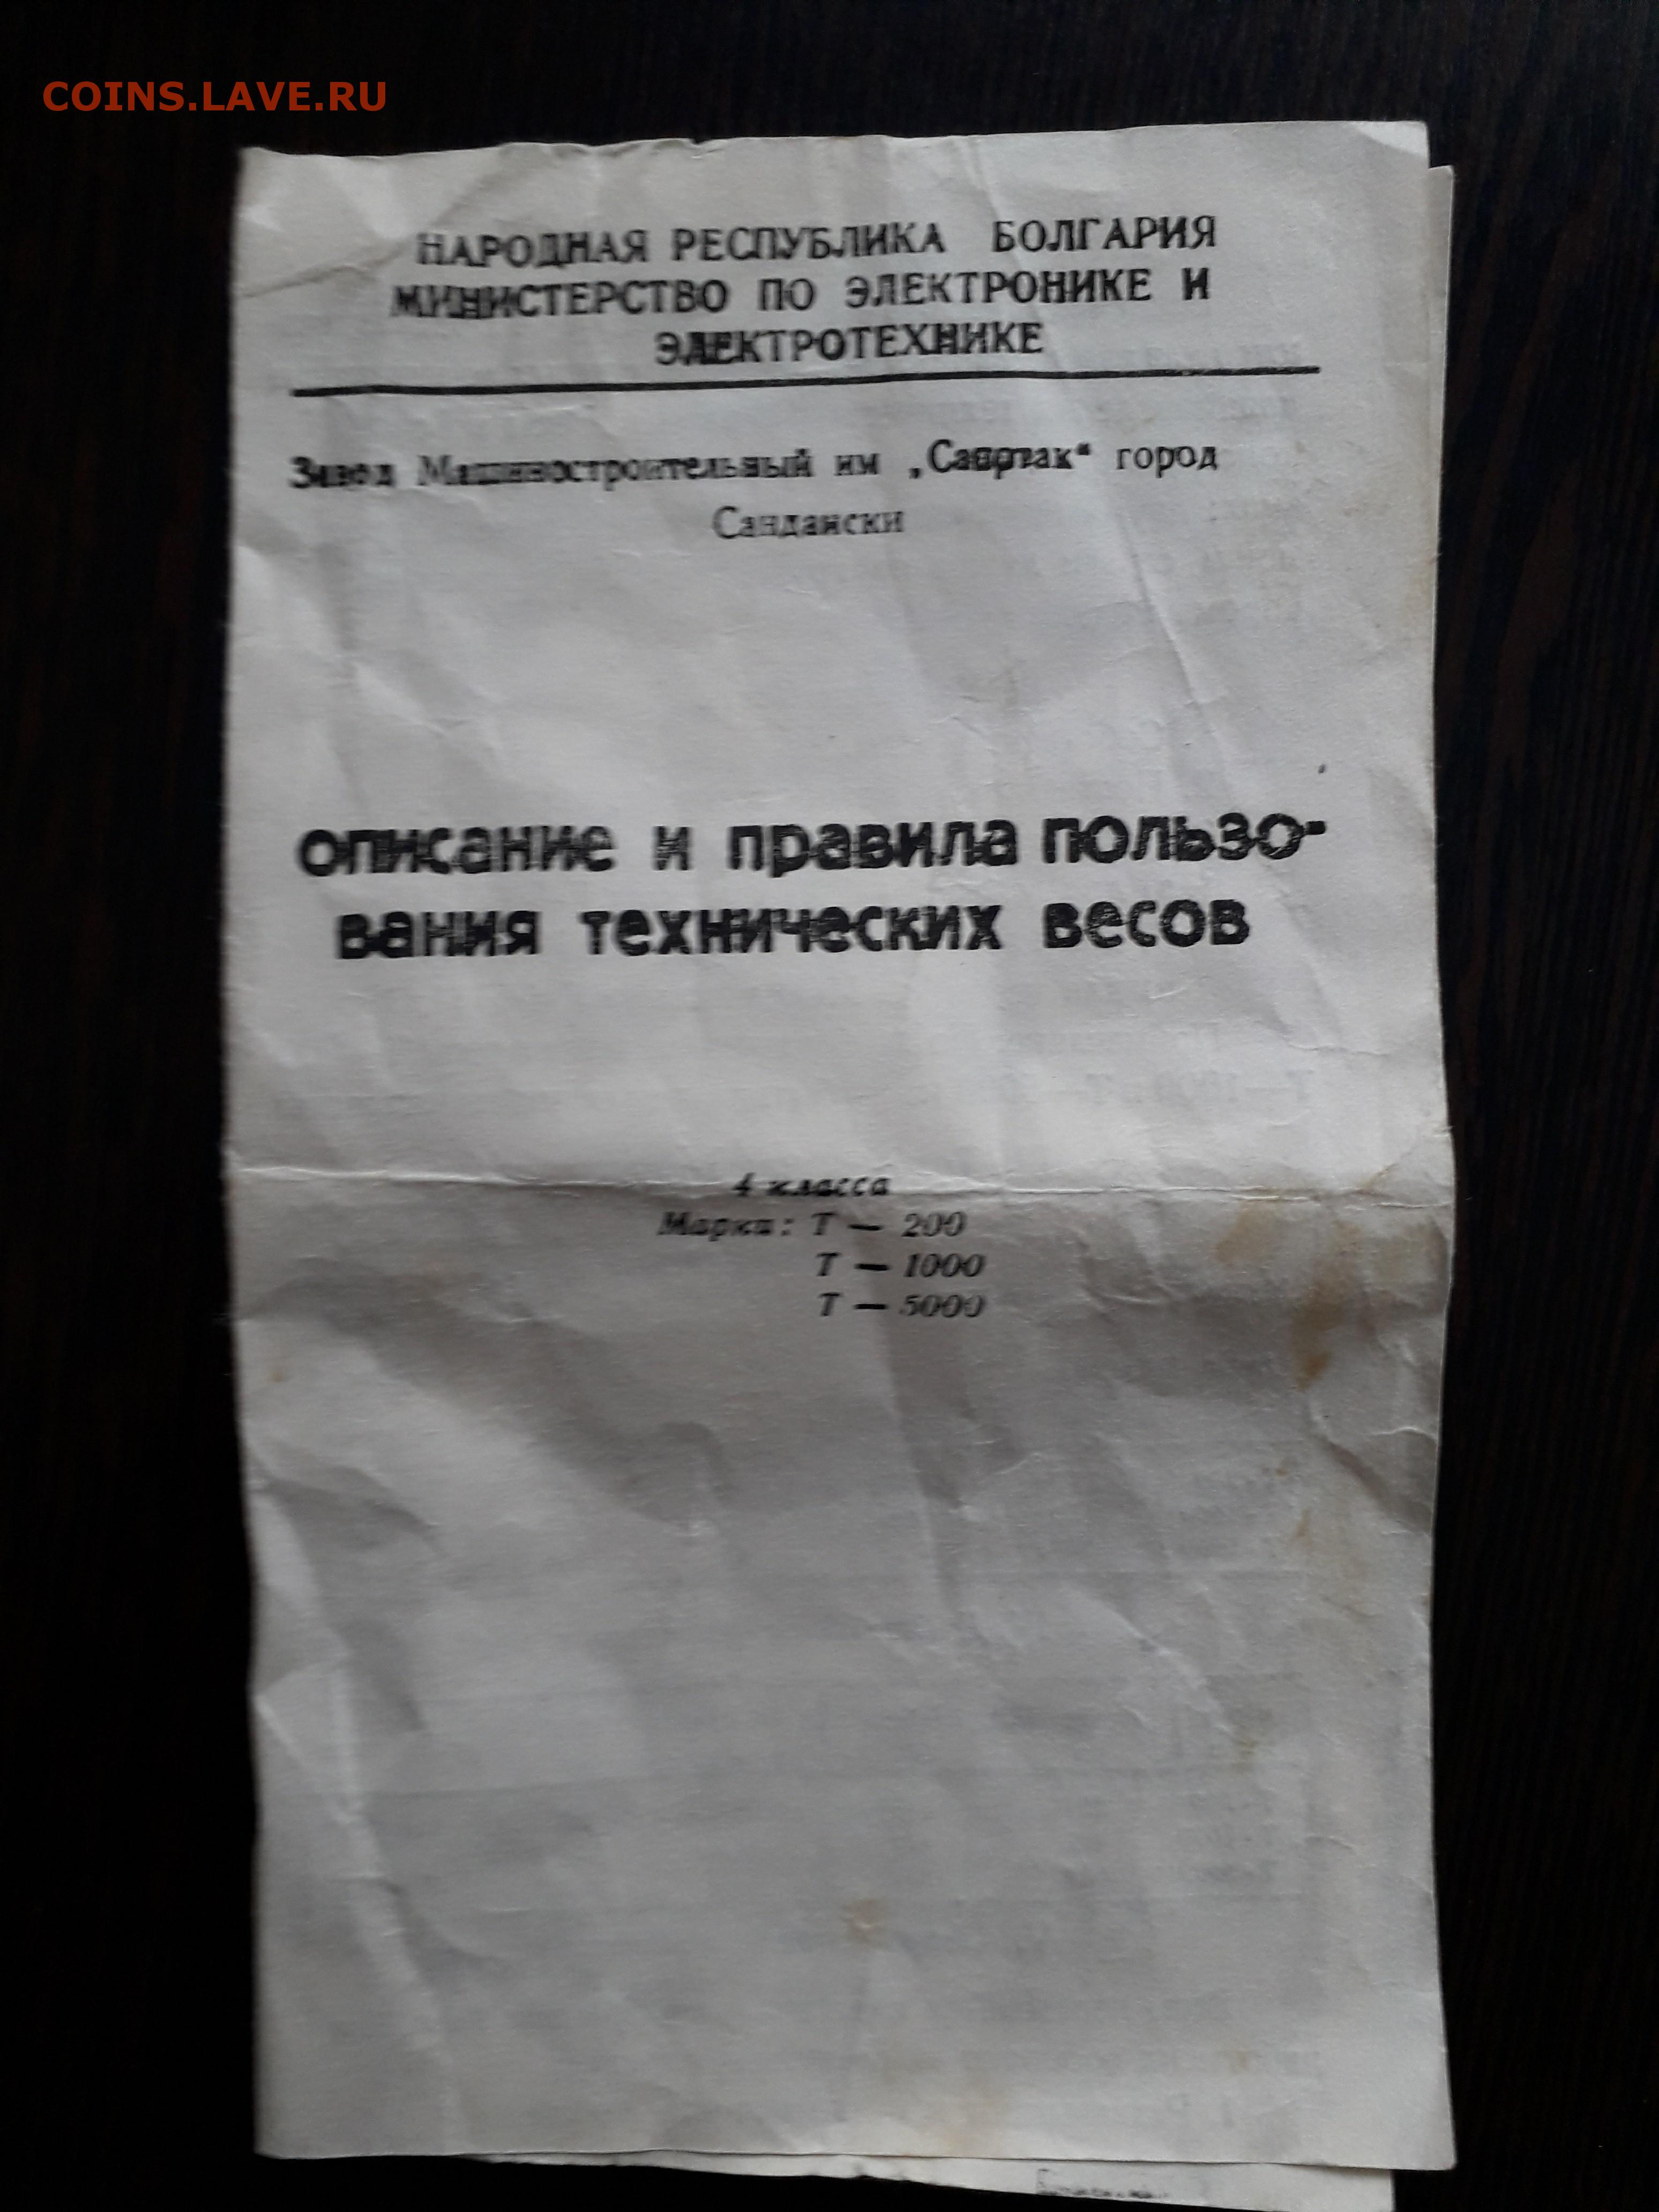 COINS.LAVE.RU
НАРОДНАЯ РЕСПУБЛИКА БОЛГАРИЯ
МИНИСТЕРСТВО ПО ЭЛЕКТРОНИКЕ И
ЭЛЕКТРОТЕХНИКЕ
Завод Машиностроительный им „Сапртак“ город
Сандански
описание и правила пользо-
вания технических весов
4 класса
Марки: Т — 200
Т — 1000
Т — 5000